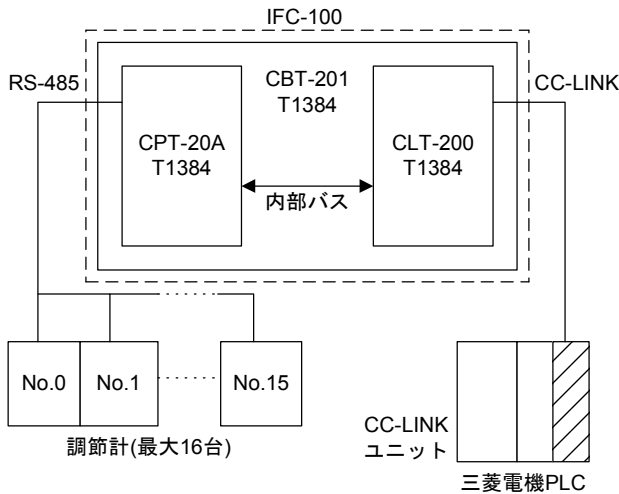 IFC-100
RS-485
CBT-201
T1384
CC-LINK
CPT-20A
T1384
CLT-200
T1384
内部バス
No.0
No.1
No.15
調節計(最大16台)
CC-LINK
ユニット
三菱電機PLC